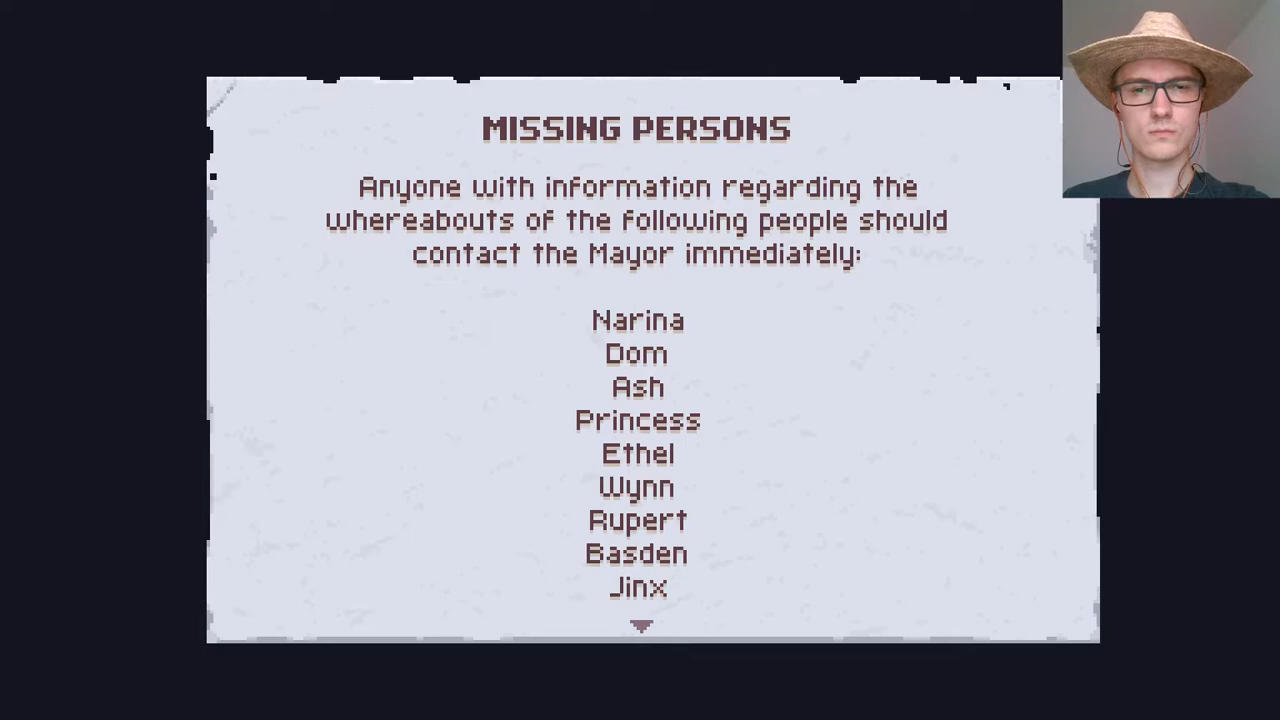 MISSING PERSONS
Anyone with information regarding the
whereabouts of the following people should
contact the Mayor immediately:
Narina
Dom
Ash
Princess
Ethel
Wynn
Rupert
Basden
Jinx